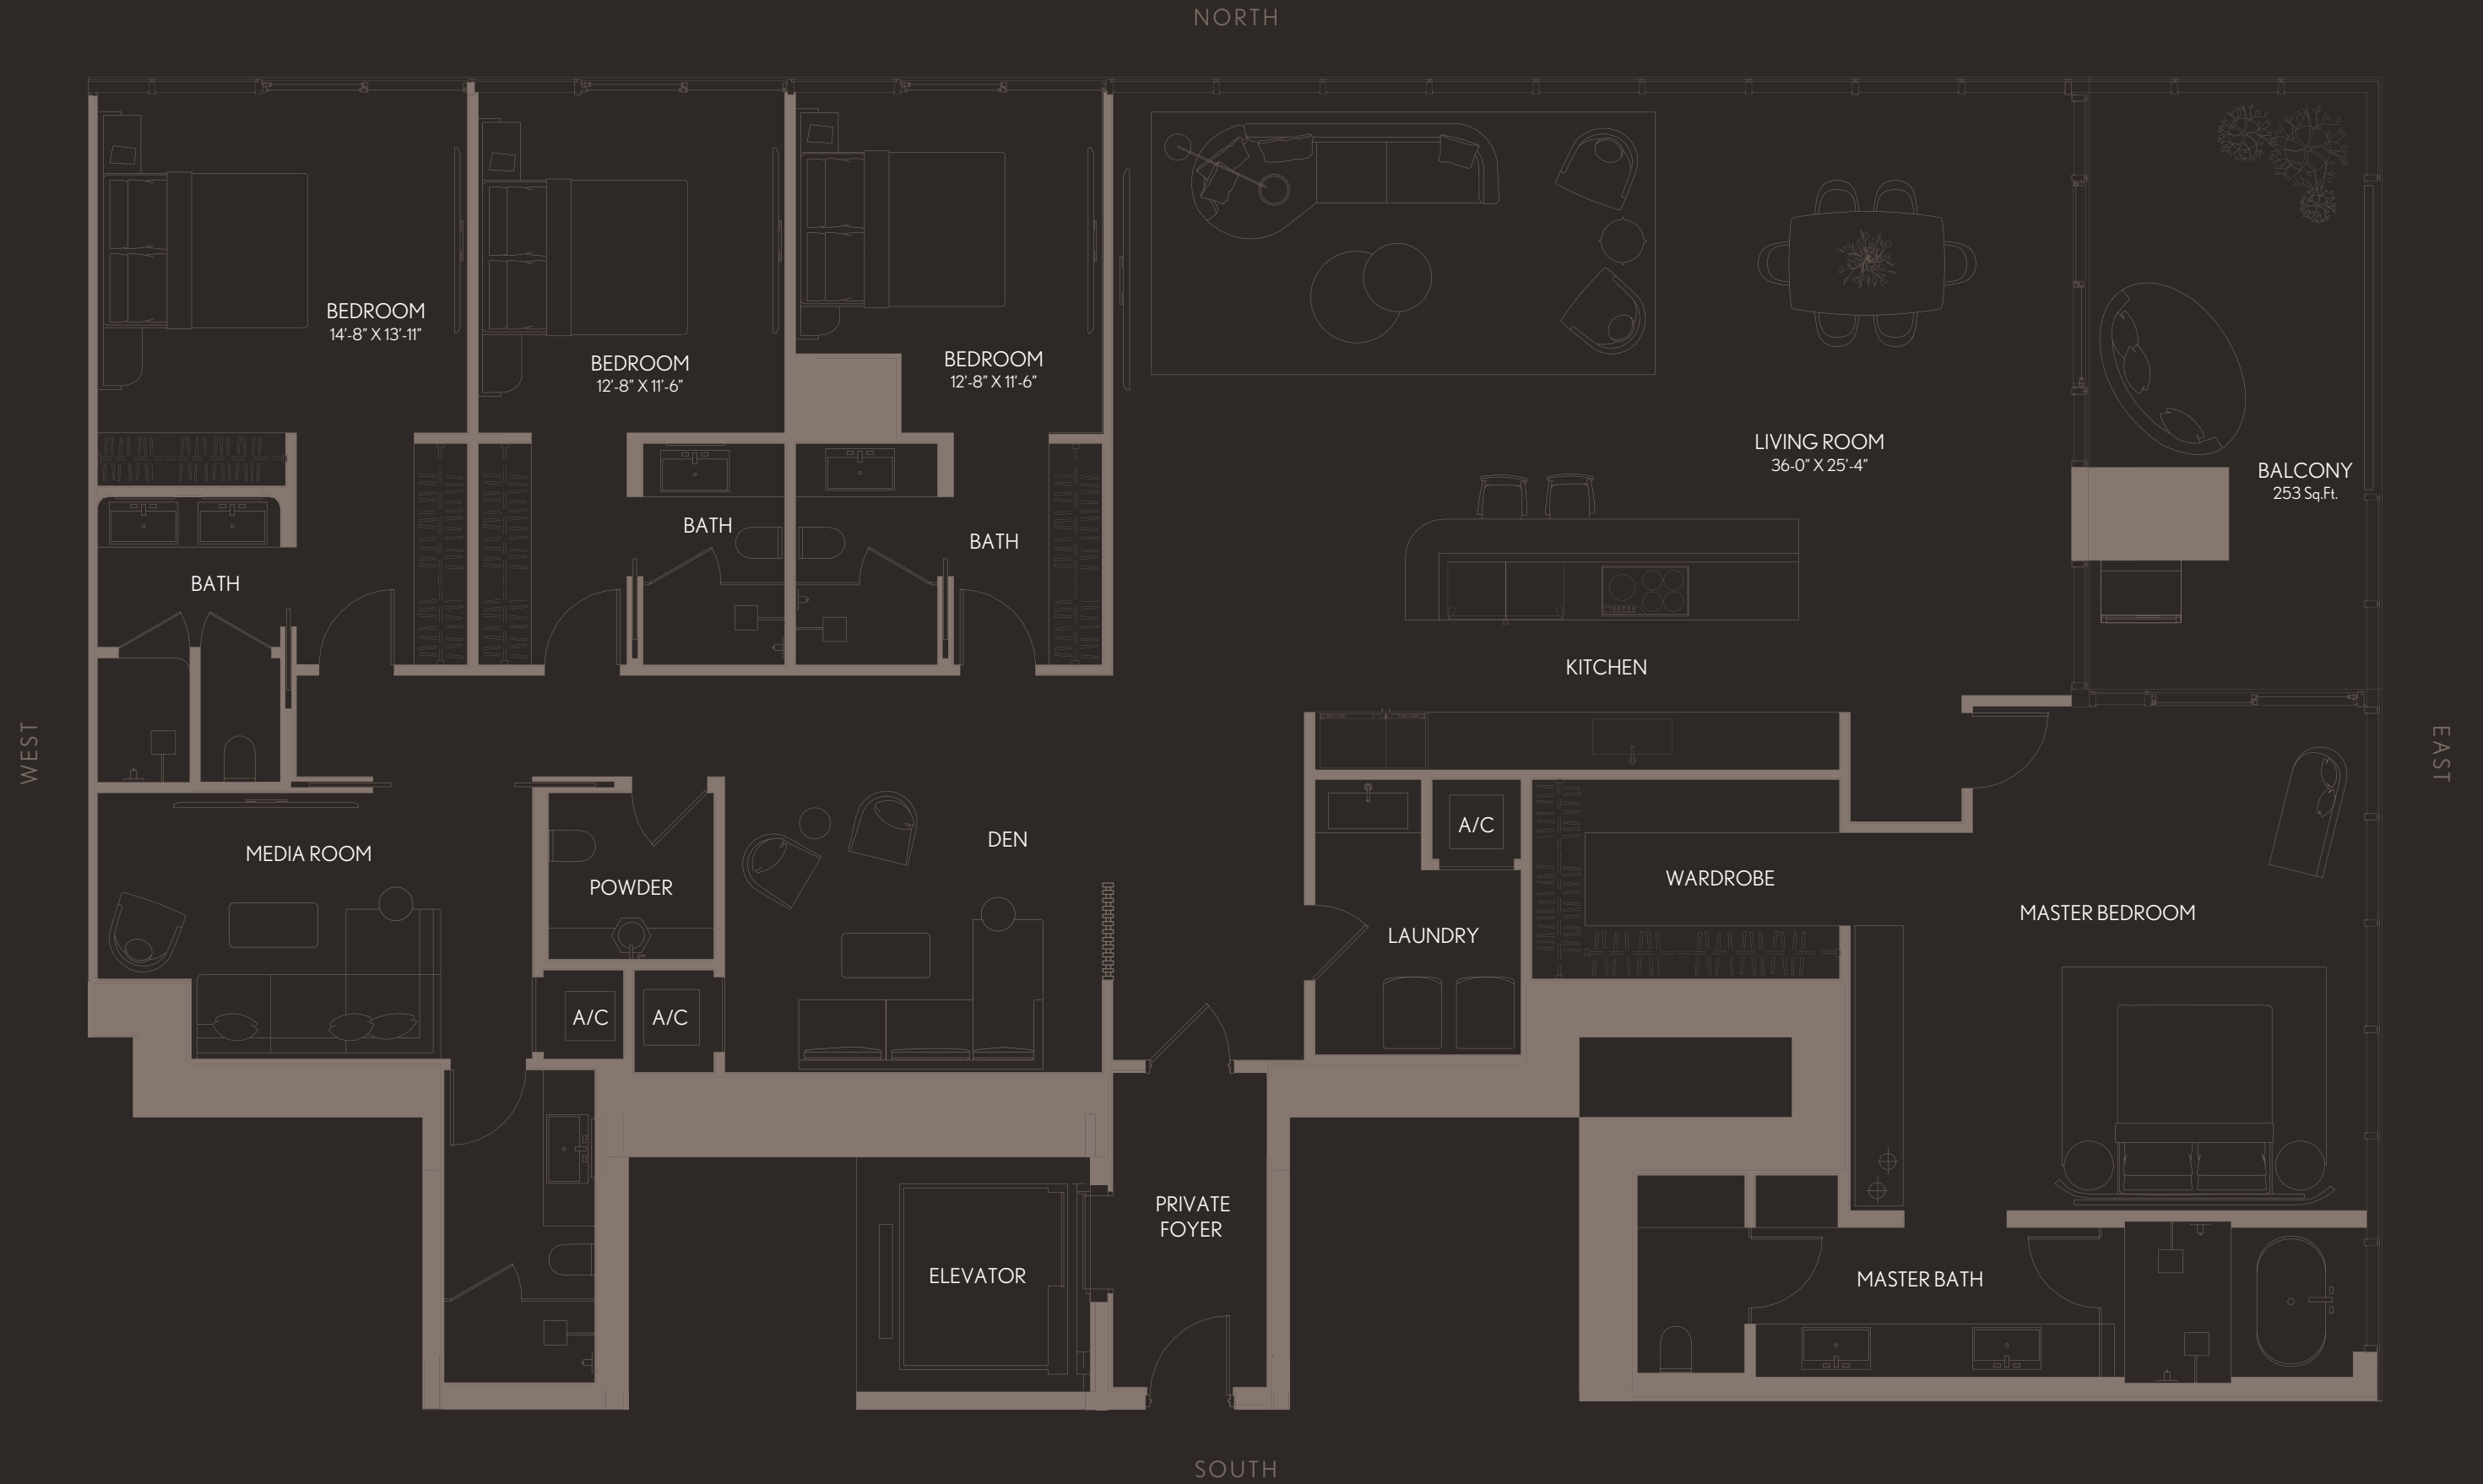 NORTH
BEDROOM
14'-8" X 13'-11"
BEDROOM
12'-8" X 11'-6"
BEDROOM
12'-8" X 11'-6"
LIVING ROOM
36-0" X 25'-4"
BALCONY
253 Sq.Ft.
BATH
BATH
BATH
KITCHEN
WEST
EAST
MEDIA ROOM
POWDER
DEN
A/C
LAUNDRY
WARDROBE
MASTER BEDROOM
A/C
A/C
PRIVATE
FOYER
ELEVATOR
MASTER BATH
SOUTH